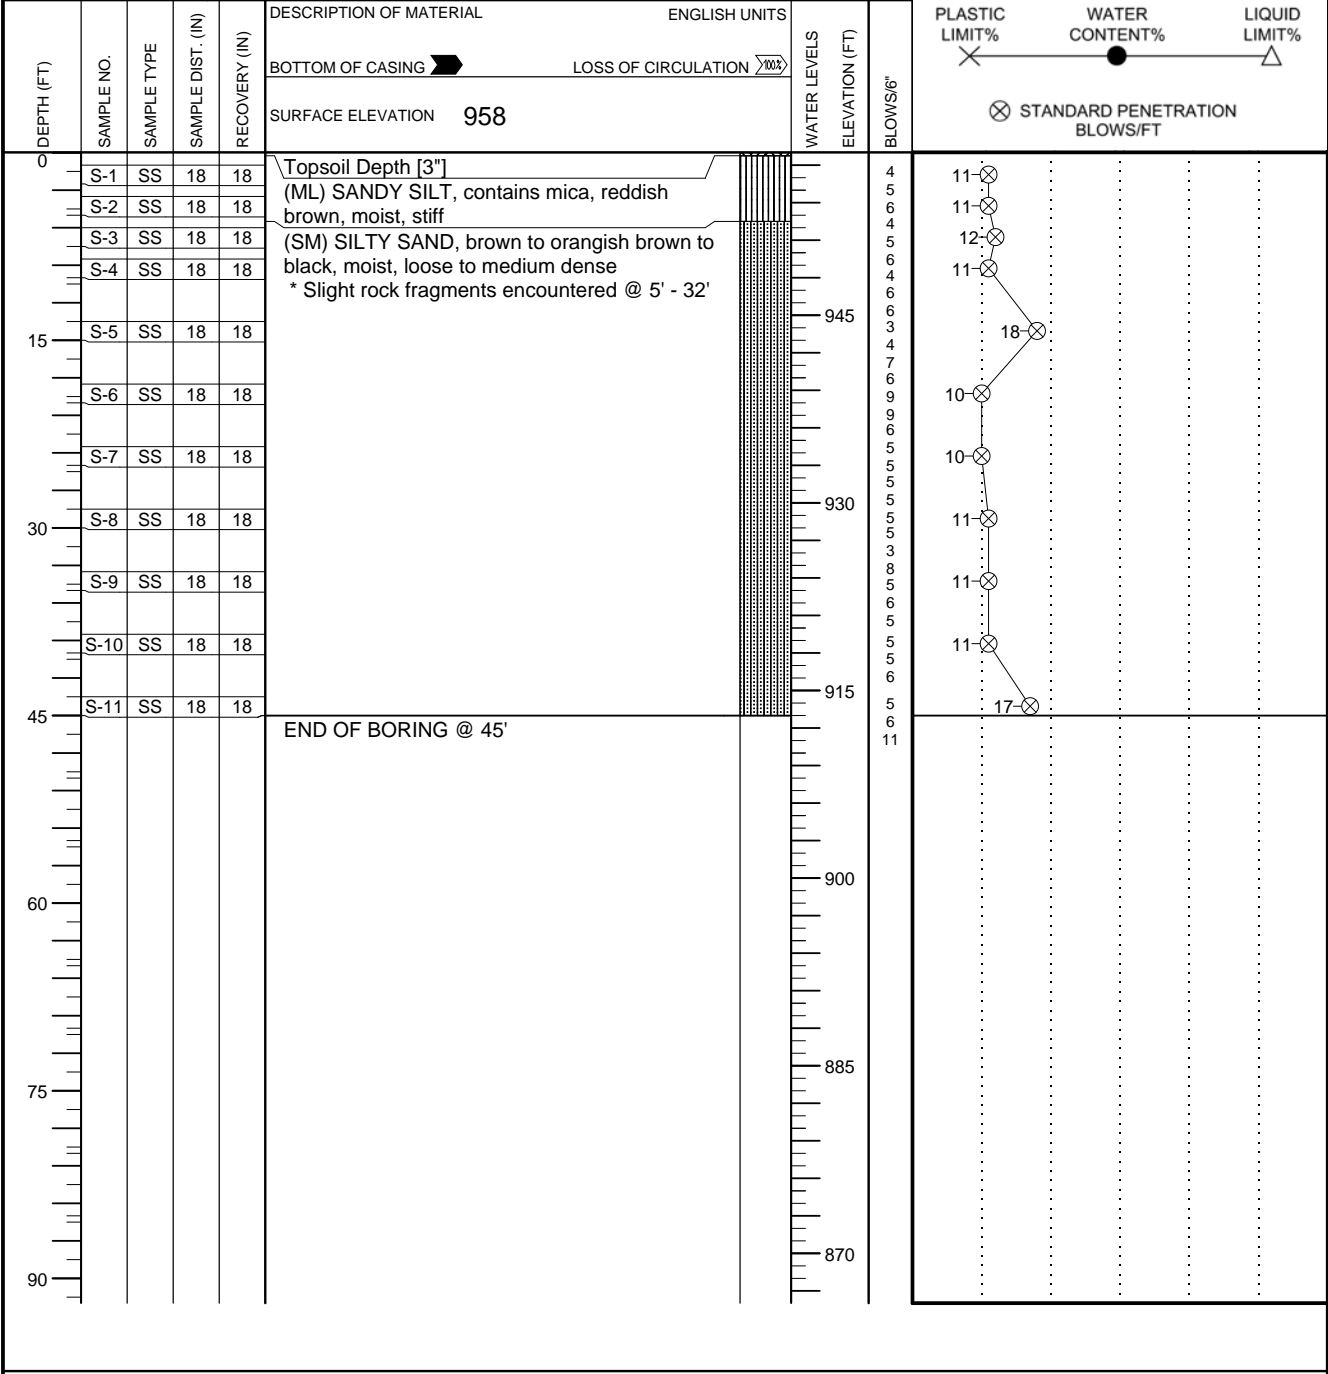 DEPTH (FT)
SAMPLE NO.
SAMPLE TYPE
SAMPLE DIST. (IN)
RECOVERY (IN)
DESCRIPTION OF MATERIAL ENGLISH UNITS
BOTTOM OF CASING LOSS OF CIRCULATION 100%
SURFACE ELEVATION 958
WATER LEVELS
ELEVATION (FT)
BLOWS/6"
PLASTIC LIMIT%
WATER CONTENT%
LIQUID LIMIT%
STANDARD PENETRATION
BLOWS/FT
0
15
30
45
60
75
90
S-1 SS 18 18
S-2 SS 18 18
S-3 SS 18 18
S-4 SS 18 18
S-5 SS 18 18
S-6 SS 18 18
S-7 SS 18 18
S-8 SS 18 18
S-9 SS 18 18
S-10 SS 18 18
S-11 SS 18 18
Topsoil Depth [3"]
(ML) SANDY SILT, contains mica, reddish
brown, moist, stiff
(SM) SILTY SAND, brown to orangish brown to
black, moist, loose to medium dense
* Slight rock fragments encountered @ 5' - 32'
END OF BORING @ 45'
945
930
915
900
885
870
4
5
6
4
5
6
4
6
6
3
4
7
6
9
9
6
5
5
5
5
5
5
3
8
5
6
5
5
5
6
5
6
11
11
11
12
11
18
10
10
11
11
11
17